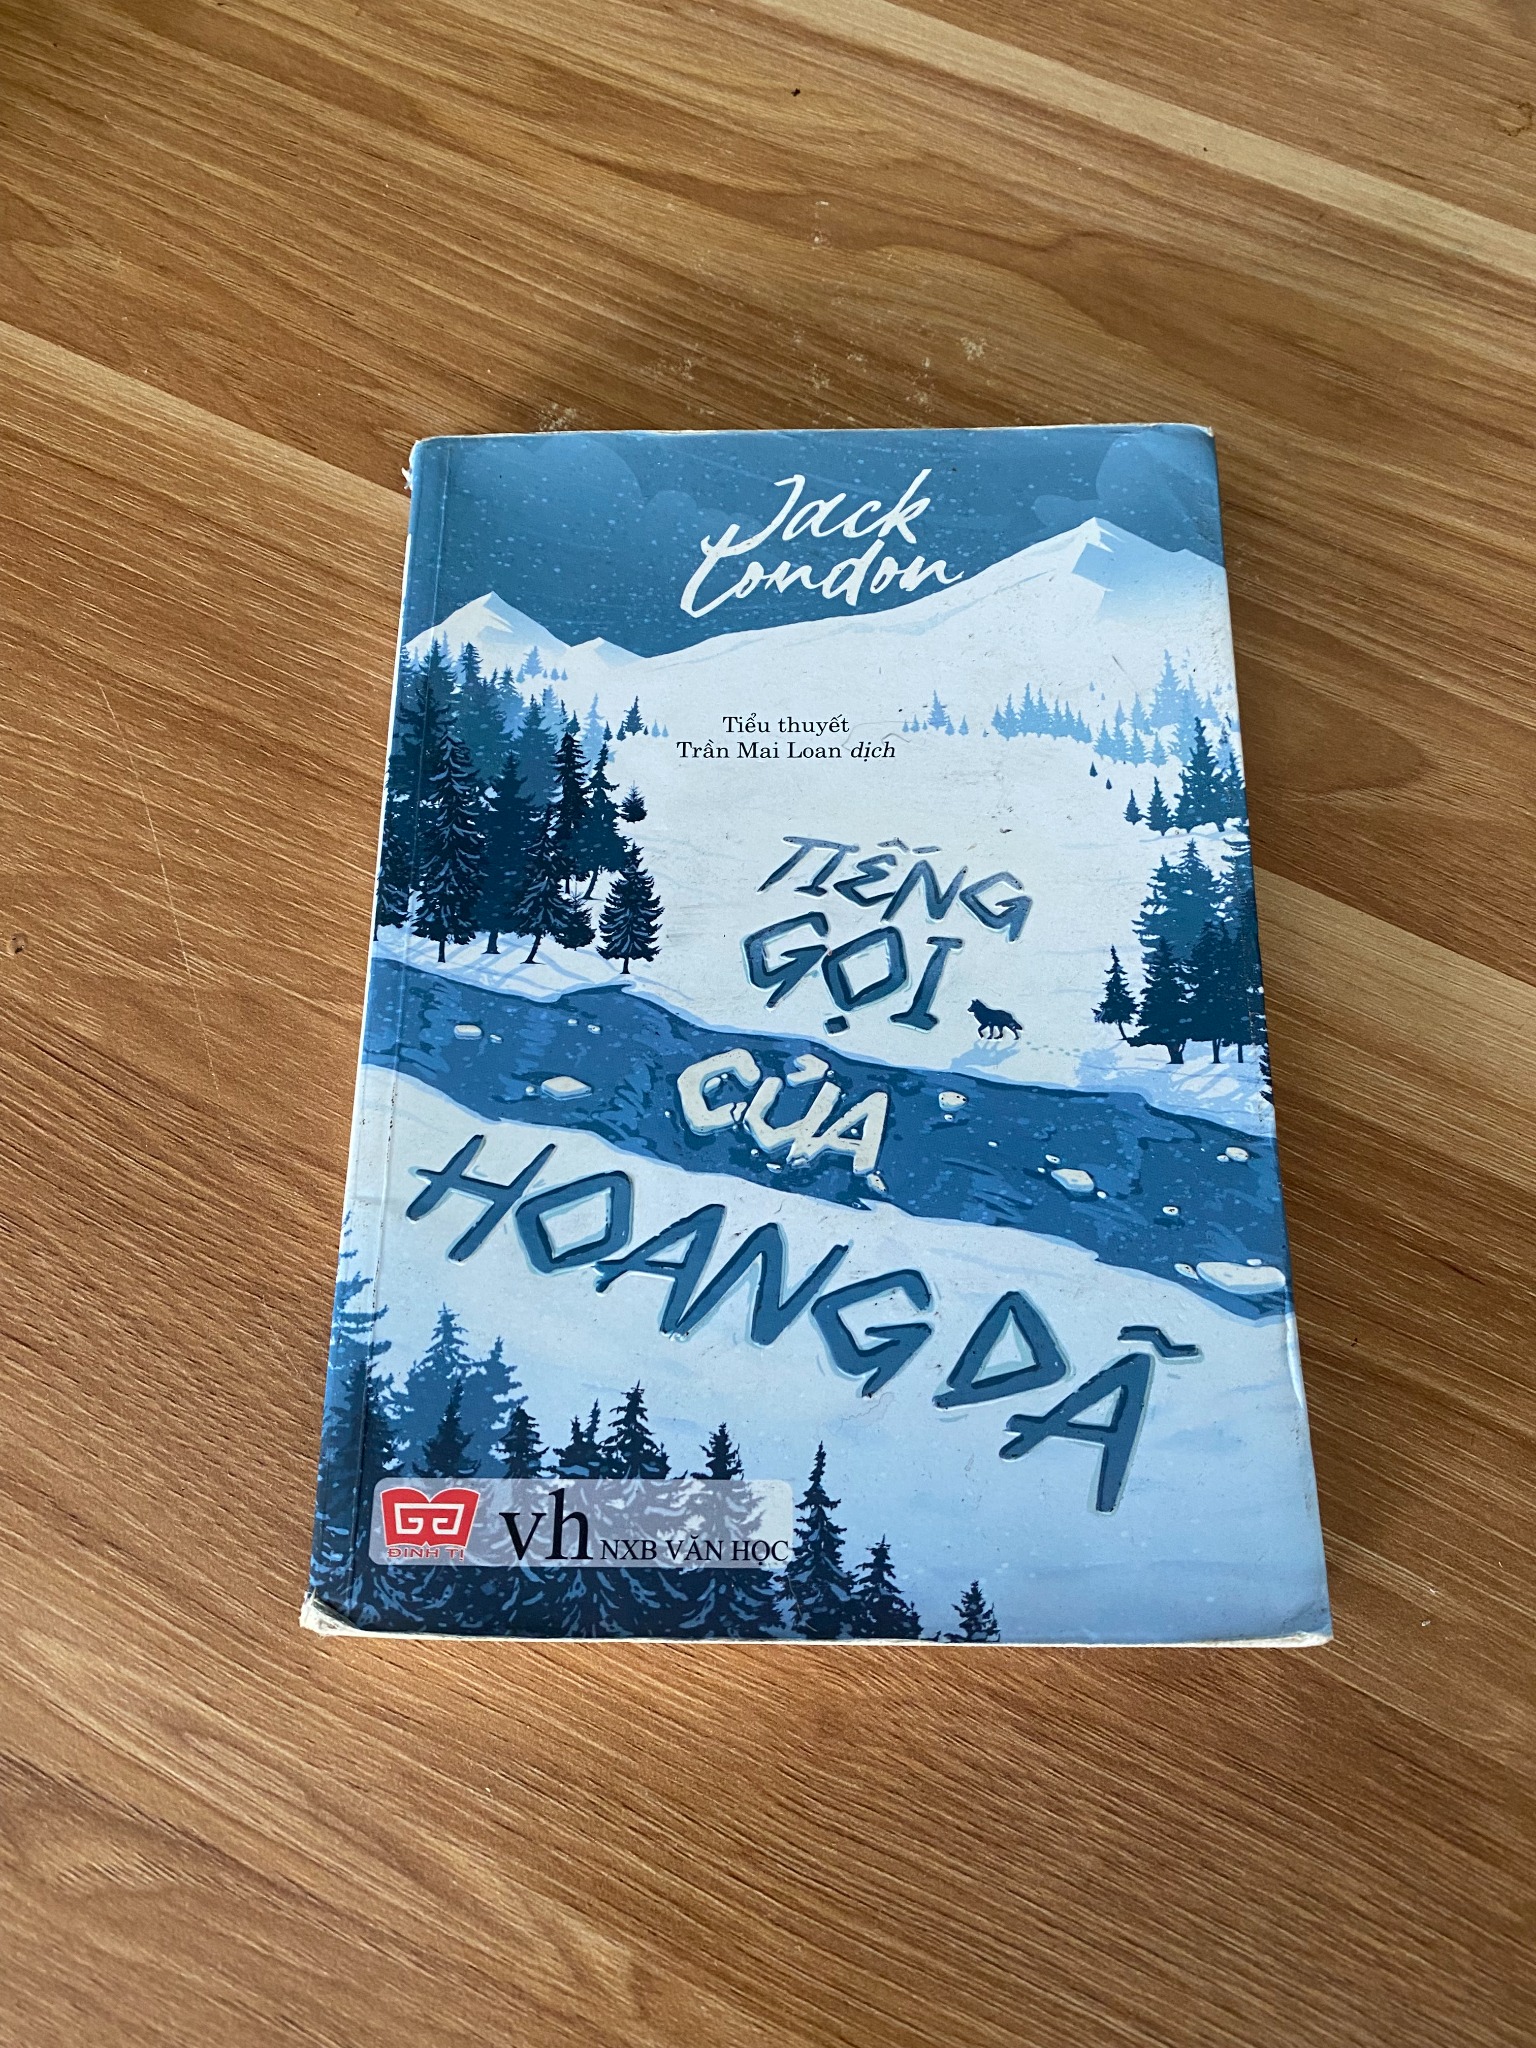 Jack
London
Tiểu thuyết
Trần Mai Loan dịch
TIẾNG
GỌI
CỦA
HOANG DÃ
ĐINH TỊ
vh NXB VĂN HỌC